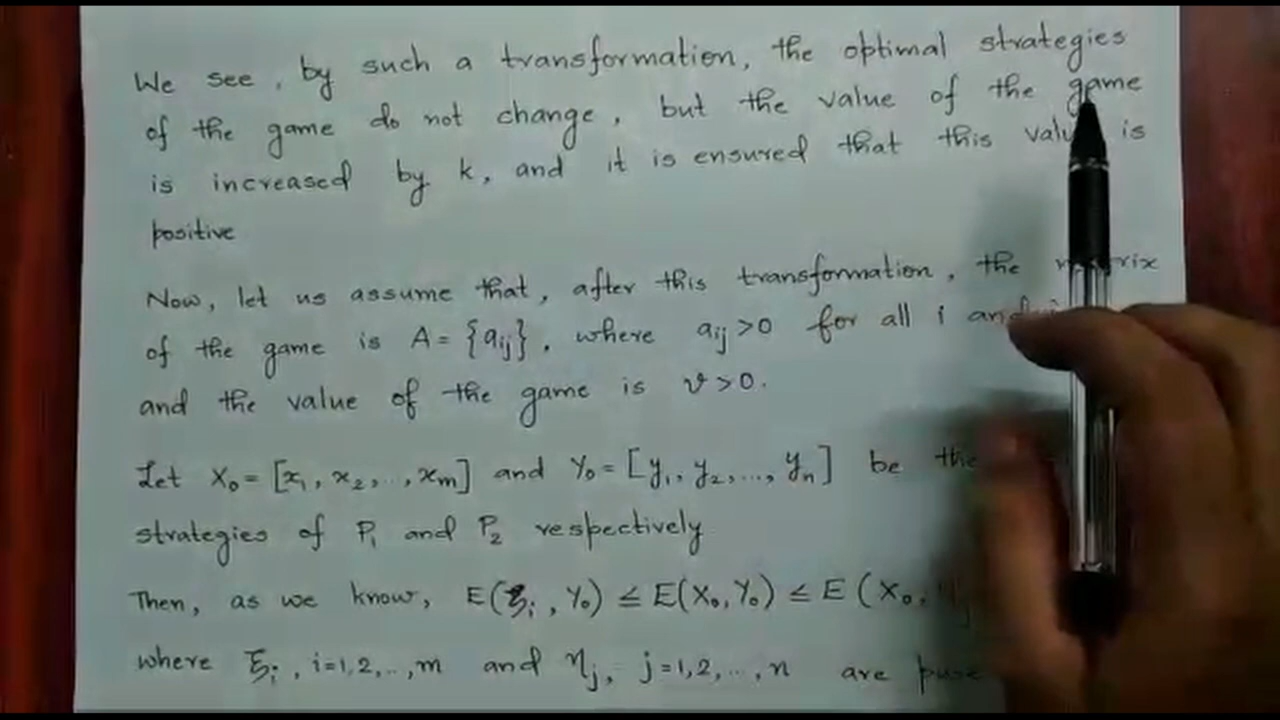 We see, by such a transformation, the optimal strategies
of the game do not change, but the value of the game
is increased by k, and it is ensured that this value is
positive
Now, let us assume that, after this transformation, the matrix
of the game is A = {aij}, where aij > 0 for all i and
and the value of the game is v > 0.
Let X₀ = [x₁, x₂, .., xm] and Y₀ = [y₁, y₂, ..., yn] be the
strategies of P₁ and P₂ respectively
Then, as we know, E(ξi, Y₀) ≤ E(X₀, Y₀) ≤ E(X₀,
where ξi, i=1,2,..,m and ηj, j=1,2,..,n are pure